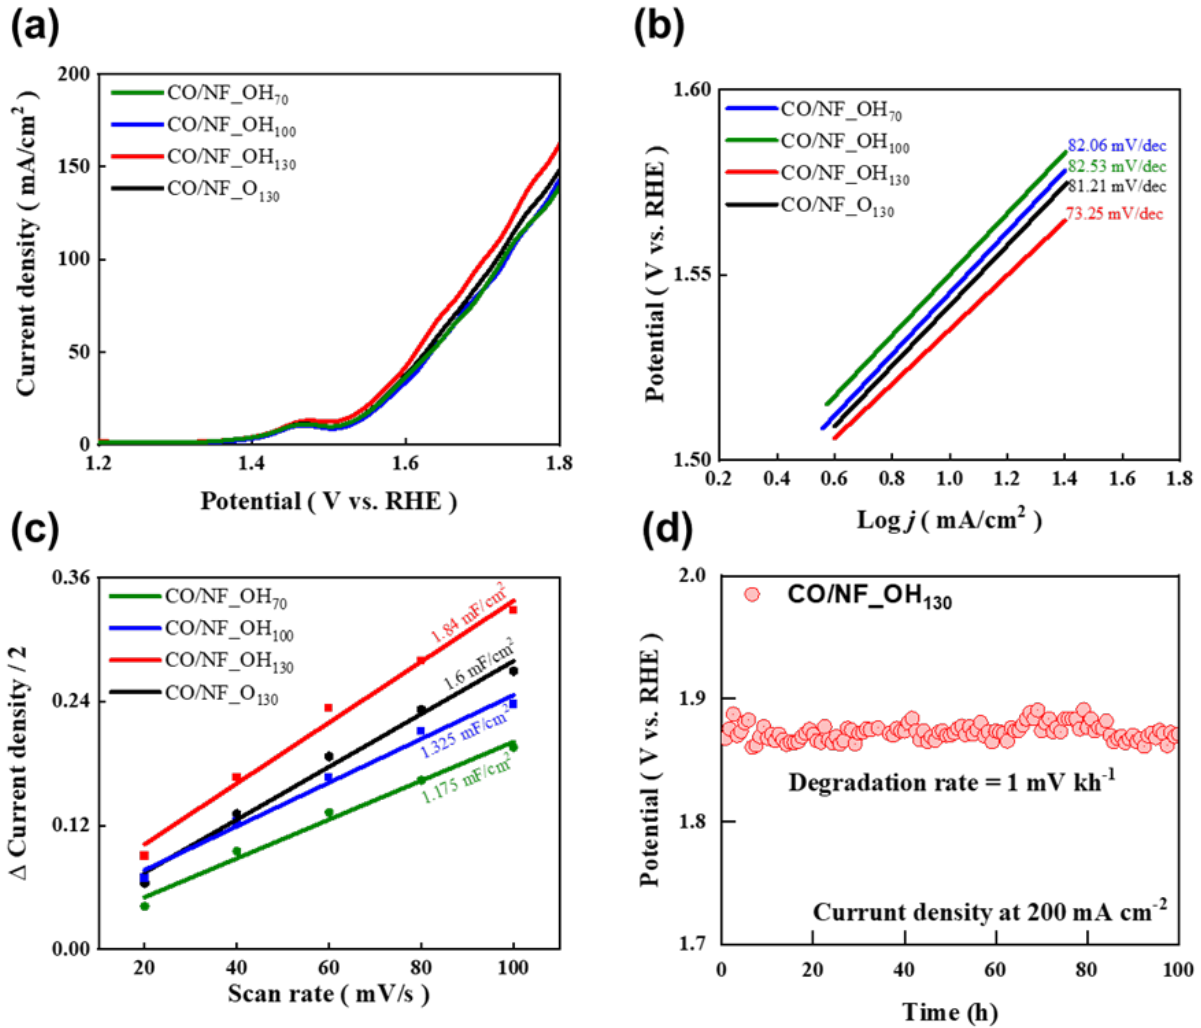 (a)
200
150
100
50
0
1.2 1.4 1.6 1.8
Current density ( mA/cm²)
Potential ( V vs. RHE )
CO/NF_OH₇₀
CO/NF_OH₁₀₀
CO/NF_OH₁₃₀
CO/NF_O₁₃₀
(b)
1.60
1.55
1.50
0.2 0.4 0.6 0.8 1.0 1.2 1.4 1.6 1.8
Potential ( V vs. RHE )
Log j ( mA/cm² )
CO/NF_OH₇₀
CO/NF_OH₁₀₀
CO/NF_OH₁₃₀
CO/NF_O₁₃₀
82.06 mV/dec
82.53 mV/dec
81.21 mV/dec
73.25 mV/dec
(c)
0.36
0.24
0.12
0.00
20 40 60 80 100
Δ Current density / 2
Scan rate ( mV/s )
CO/NF_OH₇₀
CO/NF_OH₁₀₀
CO/NF_OH₁₃₀
CO/NF_O₁₃₀
1.84 mF/cm²
1.6 mF/cm²
1.325 mF/cm²
1.175 mF/cm²
(d)
2.0
1.9
1.8
1.7
0 20 40 60 80 100
Potential ( V vs. RHE )
Time (h)
CO/NF_OH₁₃₀
Degradation rate = 1 mV kh⁻¹
Currunt density at 200 mA cm⁻²